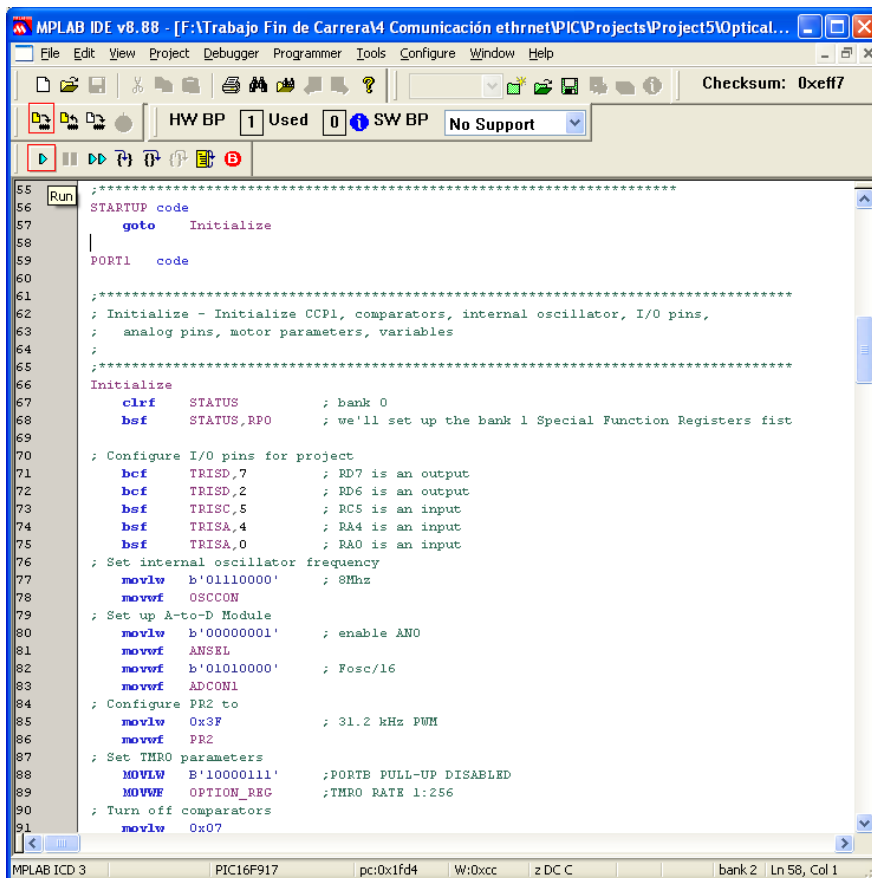 MPLAB IDE v8.88 - [F:\Trabajo Fin de Carrera\4 Comunicación ethrnet\PIC\Projects\Project5\Optical...
File Edit View Project Debugger Programmer Tools Configure Window Help
Checksum: 0xeff7
HW BP 1 Used 0 SW BP No Support
Run
55 ;**********************************************************************
56 STARTUP code
57 goto Initialize
58
59 PORT1 code
60
61 ;************************************************************************************
62 ; Initialize - Initialize CCP1, comparators, internal oscillator, I/O pins,
63 ; analog pins, motor parameters, variables
64 ;
65 ;************************************************************************************
66 Initialize
67 clrf STATUS ; bank 0
68 bsf STATUS,RP0 ; we'll set up the bank 1 Special Function Registers fist
69
70 ; Configure I/O pins for project
71 bcf TRISD,7 ; RD7 is an output
72 bcf TRISD,2 ; RD6 is an output
73 bsf TRISC,5 ; RC5 is an input
74 bsf TRISA,4 ; RA4 is an input
75 bsf TRISA,0 ; RA0 is an input
76 ; Set internal oscillator frequency
77 movlw b'01110000' ; 8Mhz
78 movwf OSCCON
79 ; Set up A-to-D Module
80 movlw b'00000001' ; enable AN0
81 movwf ANSEL
82 movwf b'01010000' ; Fosc/16
83 movwf ADCON1
84 ; Configure PR2 to
85 movlw 0x3F ; 31.2 kHz PWM
86 movwf PR2
87 ; Set TMR0 parameters
88 MOVLW B'10000111' ;PORTB PULL-UP DISABLED
89 MOVWF OPTION_REG ;TMR0 RATE 1:256
90 ; Turn off comparators
91 movlw 0x07
MPLAB ICD 3 PIC16F917 pc:0x1fd4 W:0xcc z DC C bank 2 Ln 58, Col 1